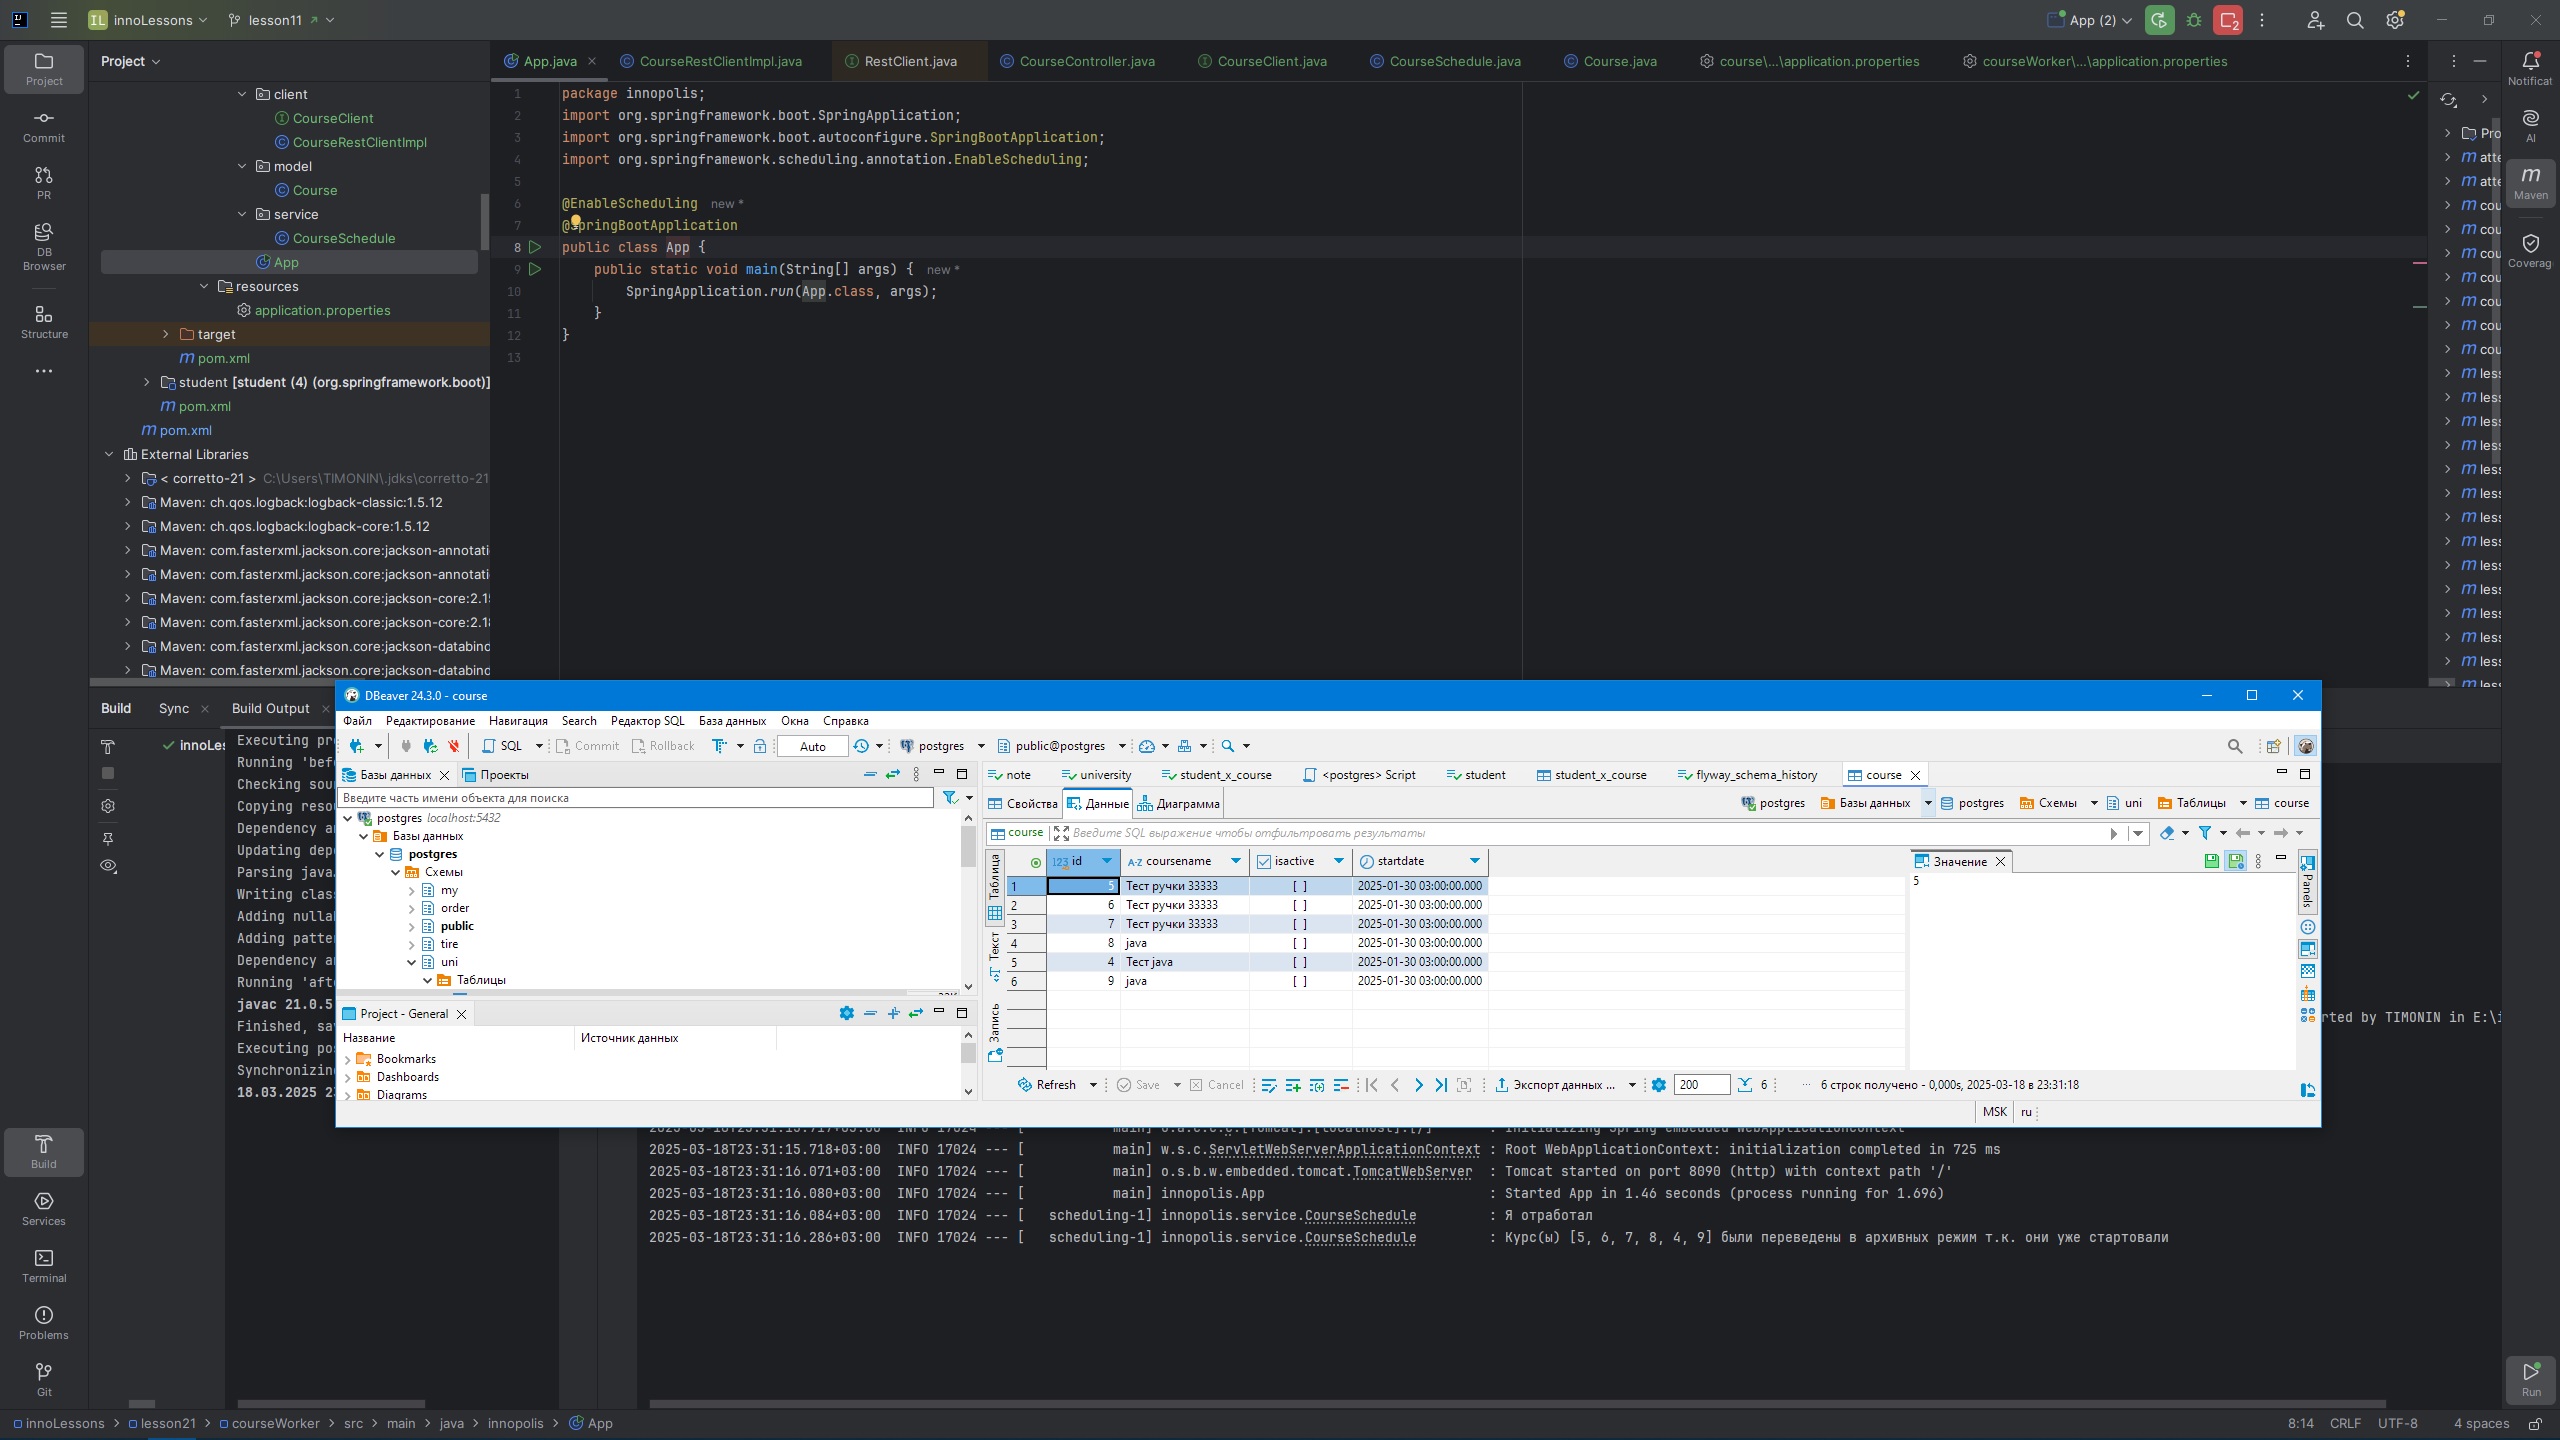 IL innoLessons
lesson11
App (2)
Project
Commit
PR
DB Browser
Structure
Project
client
CourseClient
CourseRestClientImpl
model
Course
service
CourseSchedule
App
resources
application.properties
target
pom.xml
student [student (4) (org.springframework.boot)]
pom.xml
pom.xml
External Libraries
< corretto-21 > C:\Users\TIMONIN\.jdks\corretto-21
Maven: ch.qos.logback:logback-classic:1.5.12
Maven: ch.qos.logback:logback-core:1.5.12
Maven: com.fasterxml.jackson.core:jackson-annotati
Maven: com.fasterxml.jackson.core:jackson-annotati
Maven: com.fasterxml.jackson.core:jackson-core:2.1
Maven: com.fasterxml.jackson.core:jackson-core:2.1
Maven: com.fasterxml.jackson.core:jackson-databind
Maven: com.fasterxml.jackson.core:jackson-databind
App.java CourseRestClientImpl.java RestClient.java CourseController.java CourseClient.java CourseSchedule.java Course.java course\...\application.properties courseWorker\...\application.properties
1 package innopolis;
2 import org.springframework.boot.SpringApplication;
3 import org.springframework.boot.autoconfigure.SpringBootApplication;
4 import org.springframework.scheduling.annotation.EnableScheduling;
5
6 @EnableScheduling new *
7 @SpringBootApplication
8 public class App {
9 public static void main(String[] args) { new *
10 SpringApplication.run(App.class, args);
11 }
12 }
13
Pro
m atte
m atte
m cou
m cou
m cou
m cou
m cou
m cou
m cou
m less
m less
m less
m less
m less
m less
m less
m less
m less
m less
m less
m less
m less
m less
Notificat
AI
Maven
Coverag
Build Sync Build Output
innoLes
Executing pr
Running 'bef
Checking sou
Copying reso
Dependency a
Updating dep
Parsing java
Writing clas
Adding nulla
Adding patte
Dependency a
Running 'aft
javac 21.0.5
Finished, sa
Executing po
Synchronizin
18.03.2025 2
DBeaver 24.3.0 - course
Файл Редактирование Навигация Search Редактор SQL База данных Окна Справка
SQL Commit Rollback Auto postgres public@postgres
Базы данных Проекты
Введите часть имени объекта для поиска
postgres localhost:5432
Базы данных
postgres
Схемы
my
order
public
tire
uni
Таблицы
Project - General
Название Источник данных
Bookmarks
Dashboards
Diagrams
note university student_x_course <postgres> Script student student_x_course flyway_schema_history course
Свойства Данные Диаграмма
postgres Базы данных postgres Схемы uni Таблицы course
course Введите SQL выражение чтобы отфильтровать результаты
Таблица
Текст
Запись
123 id A-Z coursename isactive startdate
1 5 Тест ручки 33333 [ ] 2025-01-30 03:00:00.000
2 6 Тест ручки 33333 [ ] 2025-01-30 03:00:00.000
3 7 Тест ручки 33333 [ ] 2025-01-30 03:00:00.000
4 8 java [ ] 2025-01-30 03:00:00.000
5 4 Тест java [ ] 2025-01-30 03:00:00.000
6 9 java [ ] 2025-01-30 03:00:00.000
Значение
5
Panels
Refresh Save Cancel Экспорт данных ... 200 6 ··· 6 строк получено - 0,000s, 2025-03-18 в 23:31:18
MSK ru
rted by TIMONIN in E:\i
2025-03-18T23:31:15.718+03:00 INFO 17024 --- [ main] w.s.c.ServletWebServerApplicationContext : Root WebApplicationContext: initialization completed in 725 ms
2025-03-18T23:31:16.071+03:00 INFO 17024 --- [ main] o.s.b.w.embedded.tomcat.TomcatWebServer : Tomcat started on port 8090 (http) with context path '/'
2025-03-18T23:31:16.080+03:00 INFO 17024 --- [ main] innopolis.App : Started App in 1.46 seconds (process running for 1.696)
2025-03-18T23:31:16.084+03:00 INFO 17024 --- [ scheduling-1] innopolis.service.CourseSchedule : Я отработал
2025-03-18T23:31:16.286+03:00 INFO 17024 --- [ scheduling-1] innopolis.service.CourseSchedule : Курс(ы) [5, 6, 7, 8, 4, 9] были переведены в архивных режим т.к. они уже стартовали
Build
Services
Terminal
Problems
Git
Run
innoLessons > lesson21 > courseWorker > src > main > java > innopolis > App
8:14 CRLF UTF-8 4 spaces